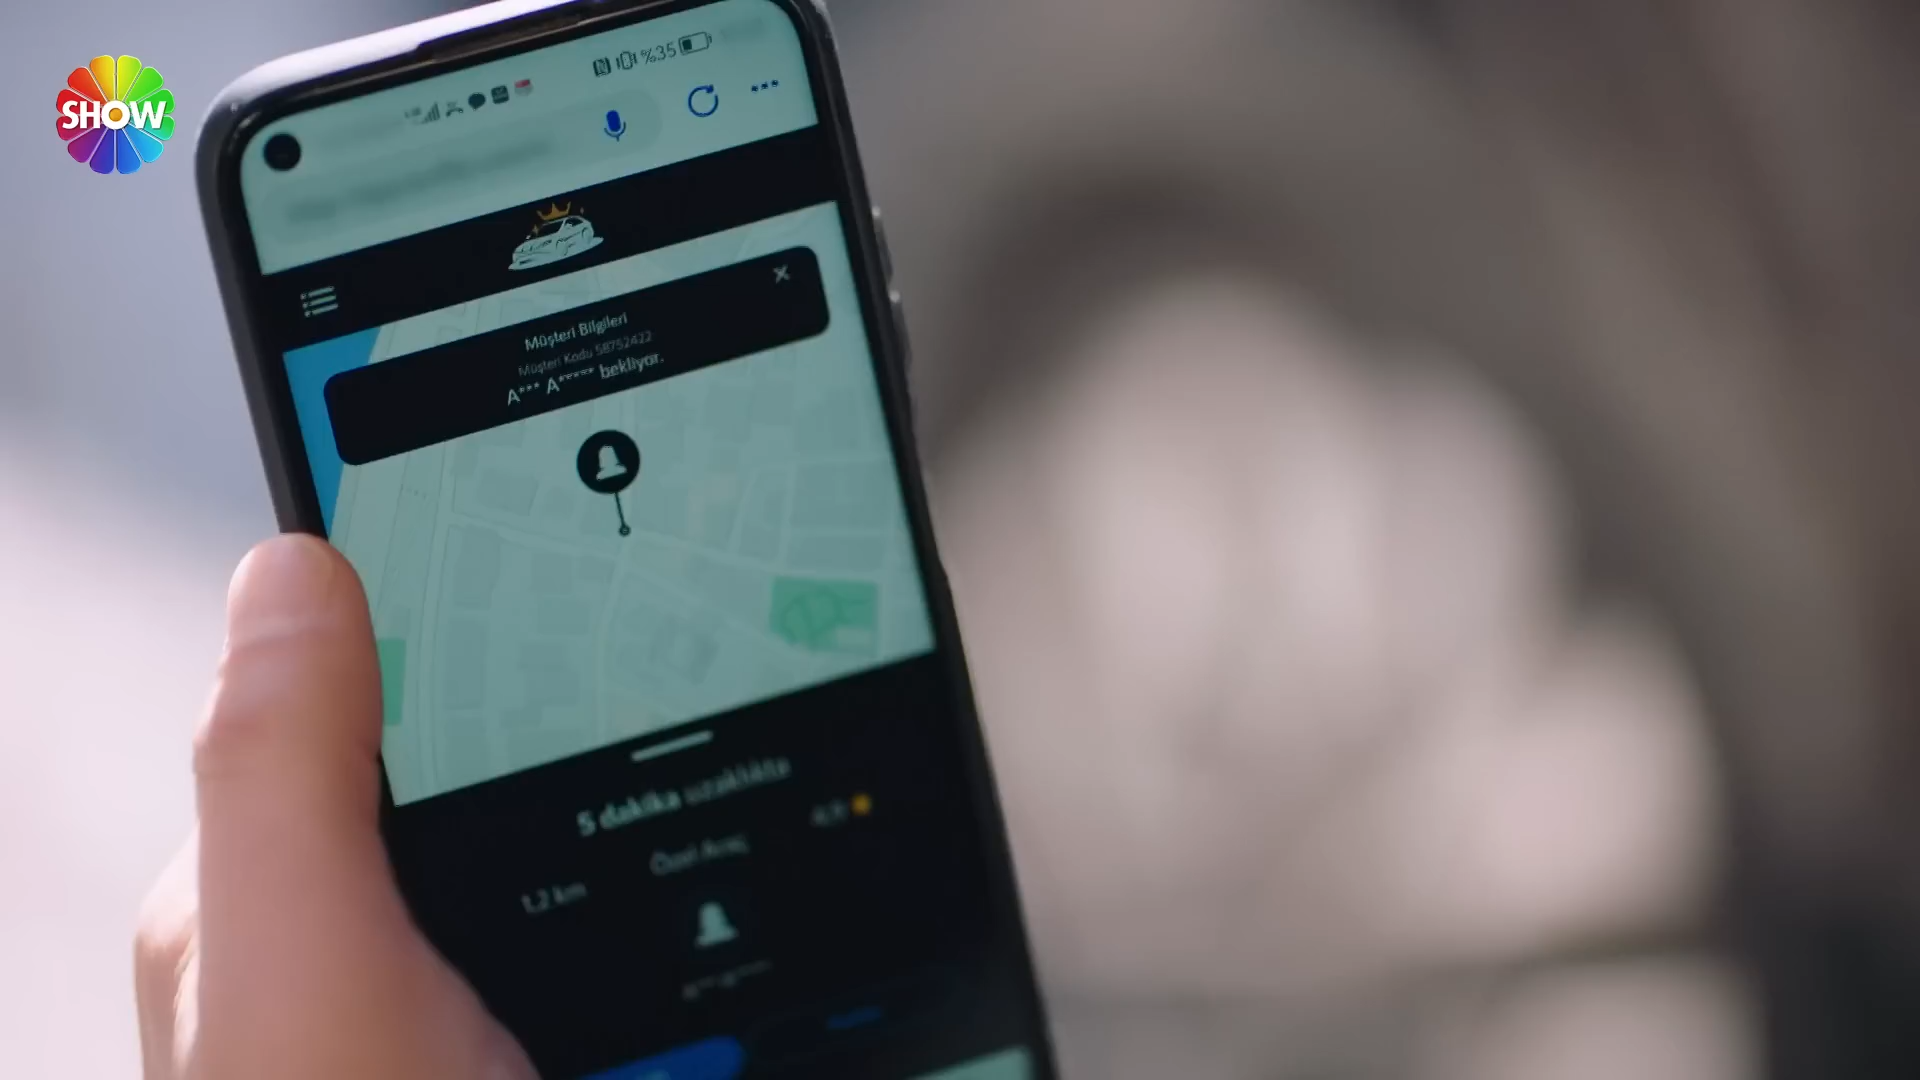 SHOW
%35
Müşteri Bilgileri
Müşteri Kodu 58752422
A*** A***** bekliyor.
5 dakika uzaklıkta
Özel Araç
1.2 km